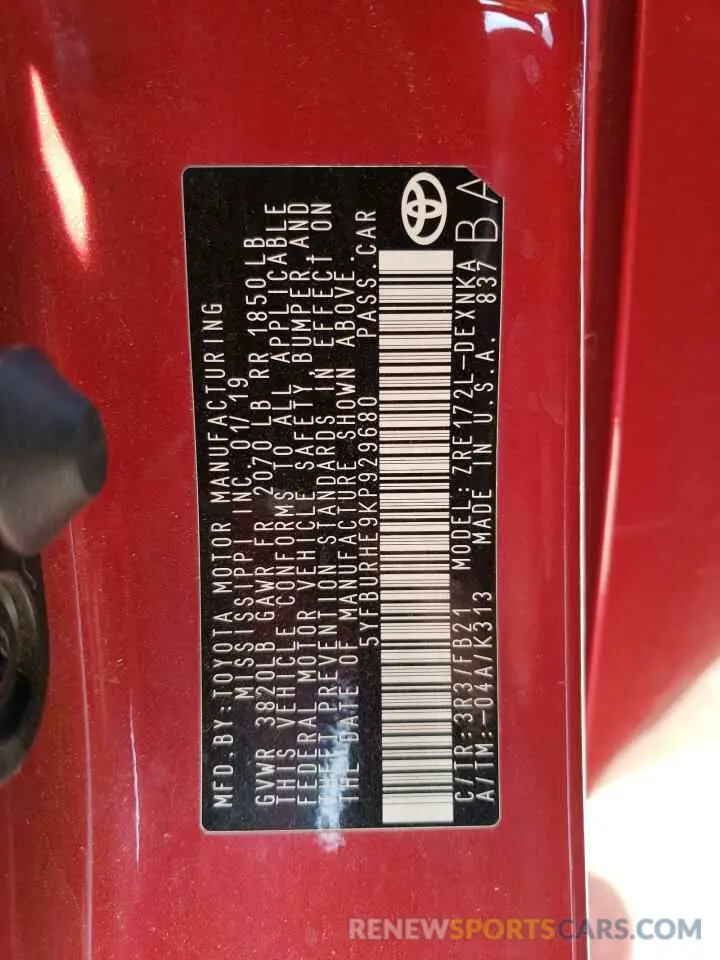 MFD.BY:TOYOTA MOTOR MANUFACTURING
MISSISSIPPI INC. 01/19
GVWR 3820LB GAWR FR 2070 LB RR 1850 LB
THIS VEHICLE CONFORMS TO ALL APPLICABLE
FEDERAL MOTOR VEHICLE SAFETY, BUMPER, AND
THEFT PREVENTION STANDARDS IN EFFECT ON
THE DATE OF MANUFACTURE SHOWN ABOVE.
5YFBURHE9KP929680 PASS.CAR
C/TR:3R3/FB21 MODEL:ZRE172L-DEXNKA
A/TM:-04A/K313 MADE IN U.S.A. 837
BA
RENEWSPORTSCARS.COM